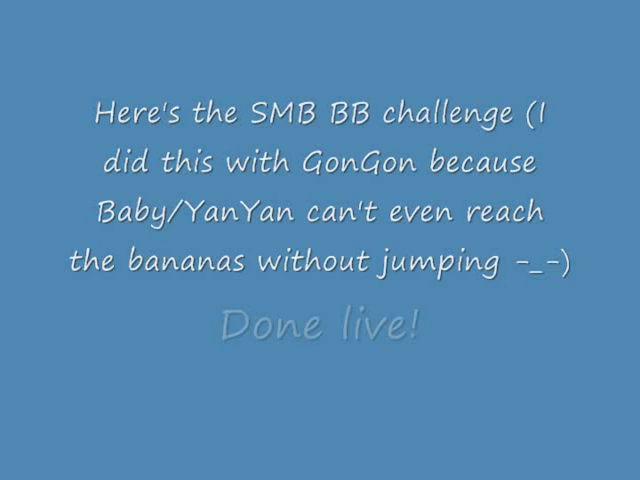 Here's the SMB BB challenge (I
did this with GonGon because
Baby/YanYan can't even reach
the bananas without jumping -_-)
Done live!